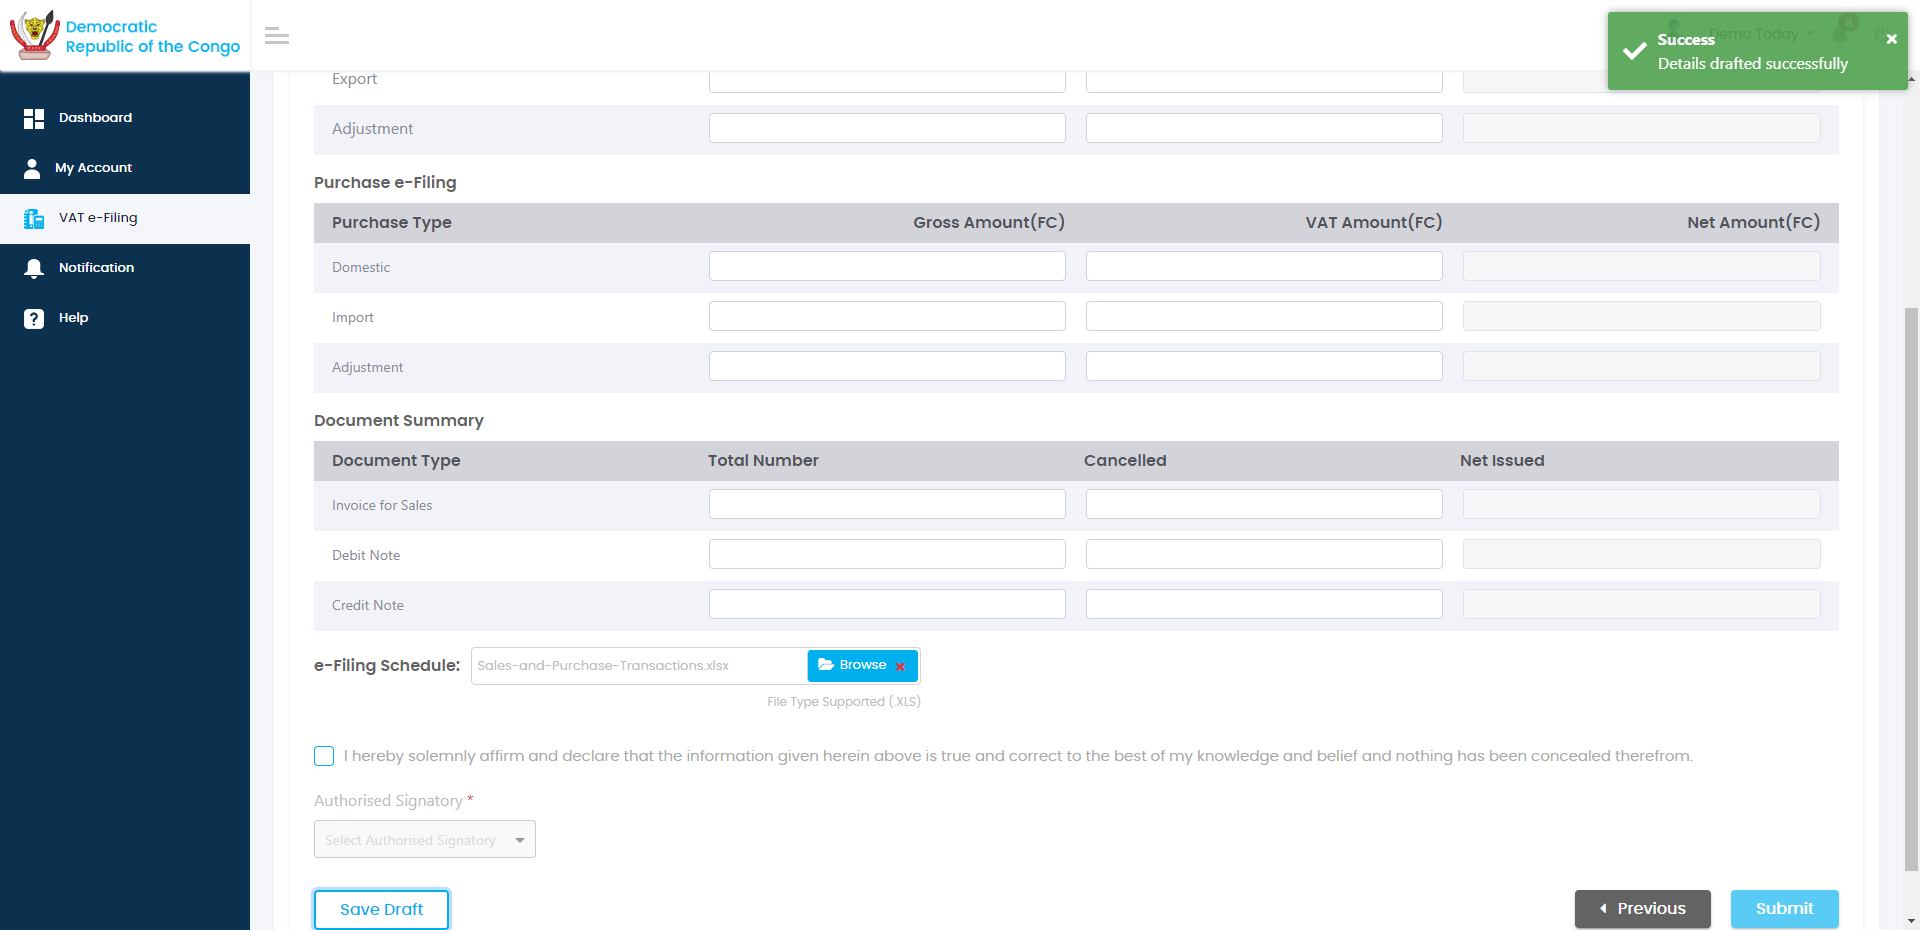 Democratic
Republic of the Congo
Demo Today
8
Success
Details drafted successfully
Dashboard
My Account
VAT e-Filing
Notification
Help
Export
Adjustment
Purchase e-Filing
Purchase Type Gross Amount(FC) VAT Amount(FC) Net Amount(FC)
Domestic
Import
Adjustment
Document Summary
Document Type Total Number Cancelled Net Issued
Invoice for Sales
Debit Note
Credit Note
e-Filing Schedule: Sales-and-Purchase-Transactions.xlsx Browse
File Type Supported (.XLS)
I hereby solemnly affirm and declare that the information given herein above is true and correct to the best of my knowledge and belief and nothing has been concealed therefrom.
Authorised Signatory *
Select Authorised Signatory
Save Draft Previous Submit